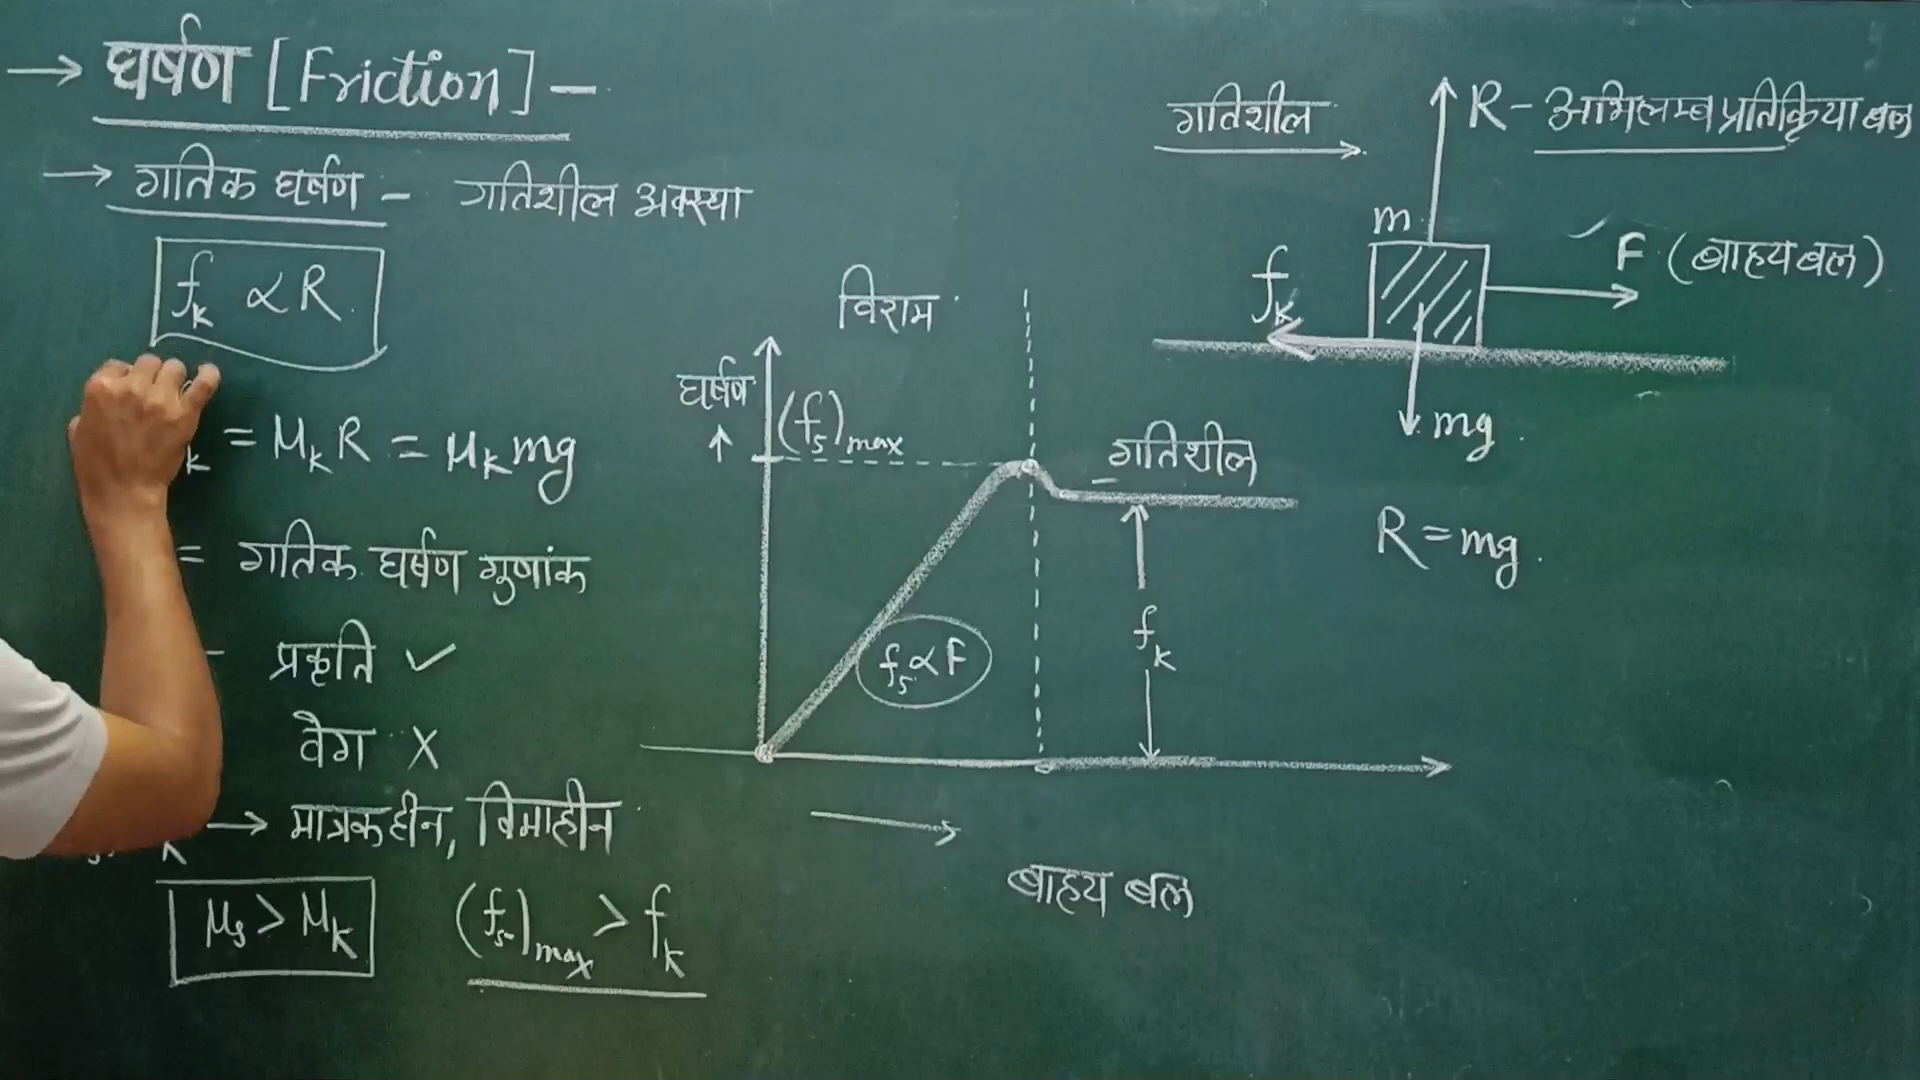 → घर्षण [Friction] –
→ गतिक घर्षण – गतिशील अवस्था
fₖ ∝ R
ₖ = μₖ R = μₖ mg
= गतिक घर्षण गुणांक
- प्रकृति ✓
वेग X
→ मात्रकहीन, विमाहीन
μₛ > μₖ
(fₛ)max > fₖ
विराम
घर्षण ↑
(fₛ)max
गतिशील
fₛ ∝ F
fₖ
→
बाहय बल
गतिशील →
R – अभिलम्ब प्रतिक्रिया बल
m
F (बाहय बल)
fₖ
mg
R = mg